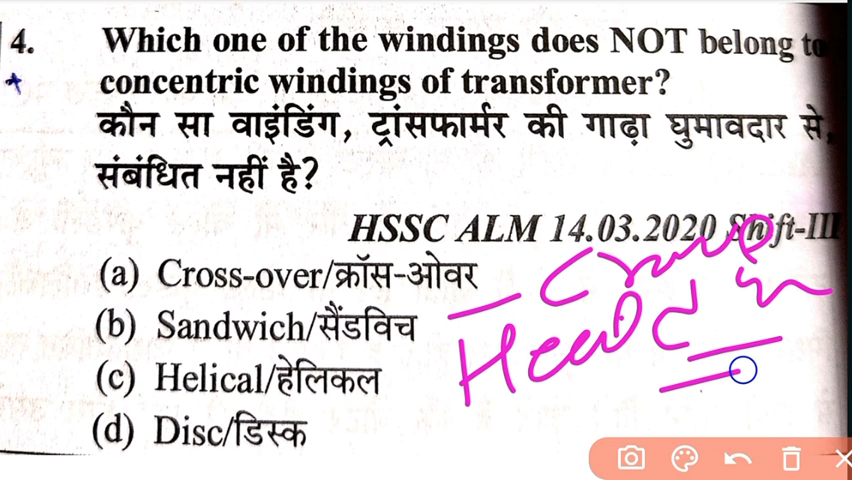 4. Which one of the windings does NOT belong to
concentric windings of transformer?
कौन सा वाइंडिंग, ट्रांसफार्मर की गाढ़ा घुमावदार से,
संबंधित नहीं है?
HSSC ALM 14.03.2020 Shift-III
(a) Cross-over/क्रॉस-ओवर
(b) Sandwich/सैंडविच
(c) Helical/हेलिकल
(d) Disc/डिस्क